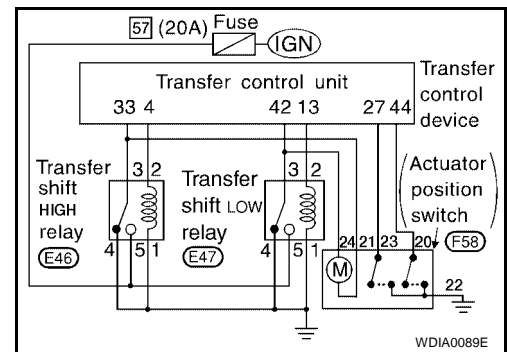 57 (20A) Fuse
IGN
Transfer control unit
33 4 42 13 27 44
Transfer
control
device
Transfer
shift
HIGH
relay
E46
3 2
4 5 1
Transfer
shift LOW
relay
E47
3 2
4 5 1
Actuator
position
switch
F58
24 21 23 20
M
22
WDIA0089E